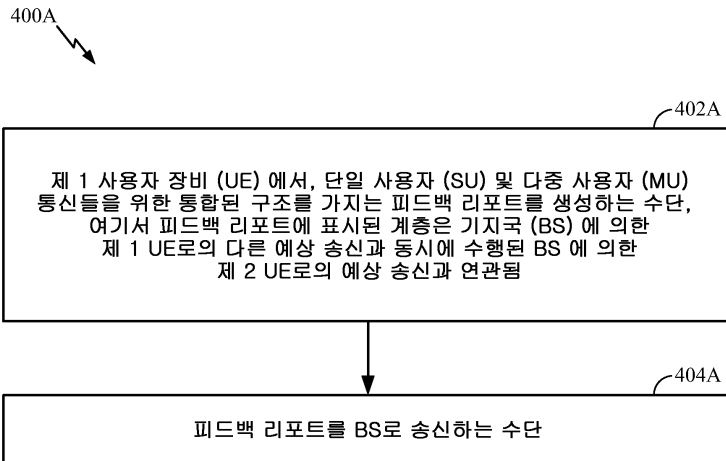 400A
402A
제 1 사용자 장비 (UE) 에서, 단일 사용자 (SU) 및 다중 사용자 (MU)
통신들을 위한 통합된 구조를 가지는 피드백 리포트를 생성하는 수단,
여기서 피드백 리포트에 표시된 계층은 기지국 (BS) 에 의한
제 1 UE로의 다른 예상 송신과 동시에 수행된 BS 에 의한
제 2 UE로의 예상 송신과 연관됨
404A
피드백 리포트를 BS로 송신하는 수단